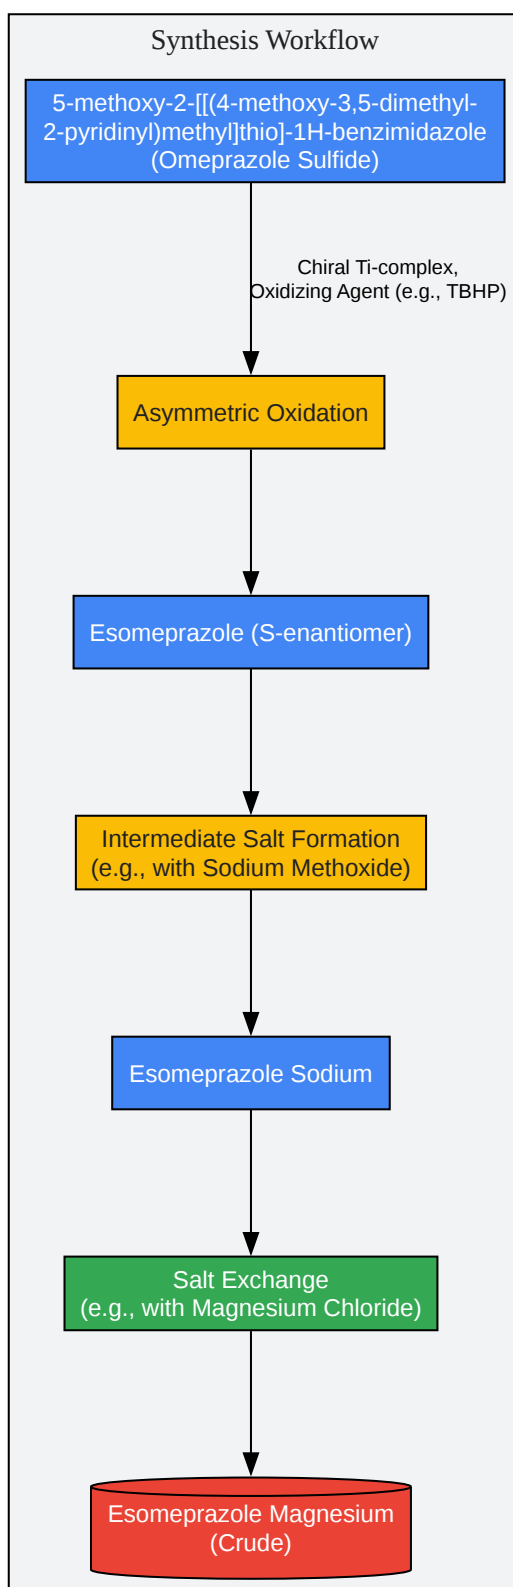 Synthesis Workflow
5-methoxy-2-[[(4-methoxy-3,5-dimethyl-
2-pyridinyl)methyl]thio]-1H-benzimidazole
(Omeprazole Sulfide)
Chiral Ti-complex,
Oxidizing Agent (e.g., TBHP)
Asymmetric Oxidation
Esomeprazole (S-enantiomer)
Intermediate Salt Formation
(e.g., with Sodium Methoxide)
Esomeprazole Sodium
Salt Exchange
(e.g., with Magnesium Chloride)
Esomeprazole Magnesium
(Crude)